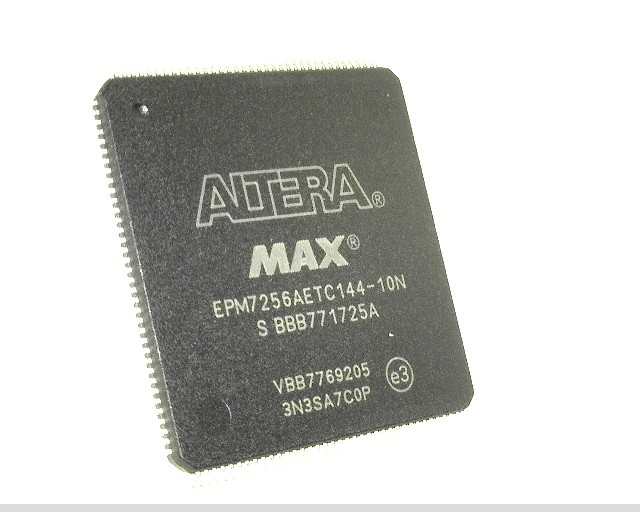 ALTERA®
MAX®
EPM7256AETC144-10N
S BBB771725A
VBB7769205
3N3SA7C0P
e3